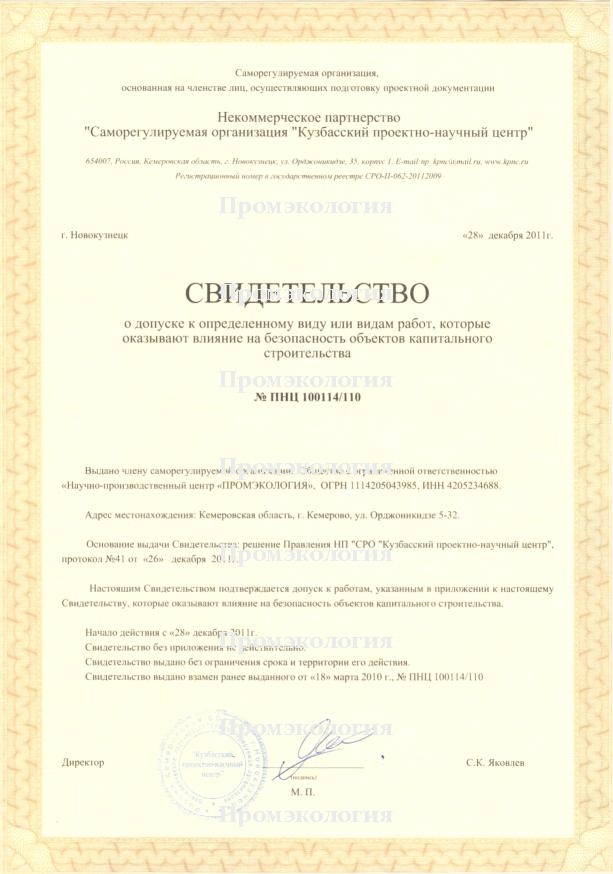 Саморегулируемая организация,
основанная на членстве лиц, осуществляющих подготовку проектной документации
Некоммерческое партнерство
"Саморегулируемая организация "Кузбасский проектно-научный центр"
654007, Россия, Кемеровская область, г. Новокузнецк, ул. Орджоникидзе, 35, корпус 1. E-mail:np_kpnc@mail.ru, www.kpnc.ru
Регистрационный номер в государственном реестре СРО-П-062-20112009
Промэкология
г. Новокузнецк «28» декабря 2011г.
СВИДЕТЕЛЬСТВО
Промэкология
о допуске к определенному виду или видам работ, которые
оказывают влияние на безопасность объектов капитального
строительства
Промэкология
№ ПНЦ 100114/110
Выдано члену саморегулируемой организации: Общество с ограниченной ответственностью
Промэкология
«Научно-производственный центр «ПРОМЭКОЛОГИЯ», ОГРН 1114205043985, ИНН 4205234688.
Адрес местонахождения: Кемеровская область, г. Кемерово, ул. Орджоникидзе 5-32.
Основание выдачи Свидетельства: решение Правления НП "СРО "Кузбасский проектно-научный центр",
Промэкология
протокол №41 от «26» декабря 2011г.
Настоящим Свидетельством подтверждается допуск к работам, указанным в приложении к настоящему
Свидетельству, которые оказывают влияние на безопасность объектов капитального строительства.
Начало действия с «28» декабря 2011г.
Промэкология
Свидетельство без приложения не действительно.
Свидетельство выдано без ограничения срока и территории его действия.
Свидетельство выдано взамен ранее выданного от «18» марта 2010 г., № ПНЦ 100114/110
Промэкология
"Кузбасский
проектно-научный
центр"
Директор С.К. Яковлев
(подпись)
М. П.
Промэкология